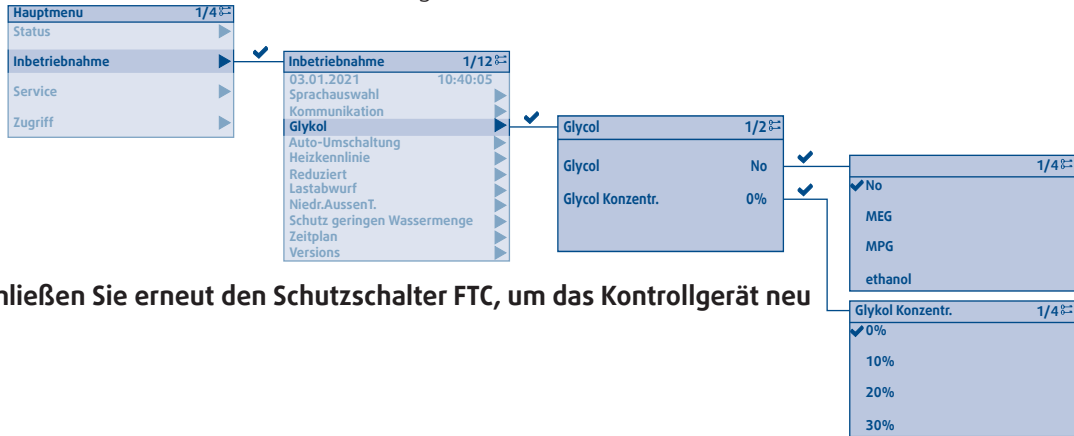 Hauptmenu 1/4
Status
Inbetriebnahme
Service
Zugriff
Inbetriebnahme 1/12
03.01.2021 10:40:05
Sprachauswahl
Kommunikation
Glykol
Auto-Umschaltung
Heizkennlinie
Reduziert
Lastabwurf
Niedr.AussenT.
Schutz geringen Wassermenge
Zeitplan
Versions
Glycol 1/2
Glycol No
Glycol Konzentr. 0%
1/4
No
MEG
MPG
ethanol
Glykol Konzentr. 1/4
0%
10%
20%
30%
Sie erneut den Schutzschalter FTC, um das Kontrollgerät neu